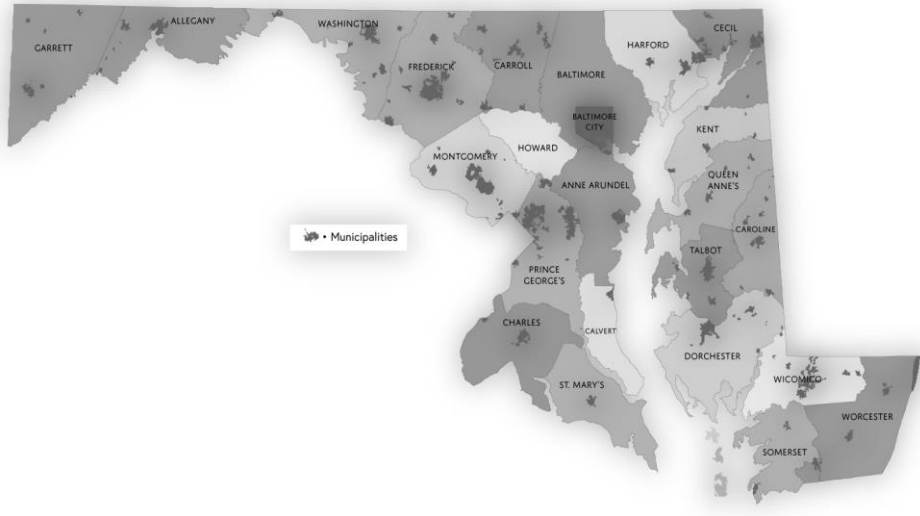 GARRETT
ALLEGANY
WASHINGTON
FREDERICK
CARROLL
BALTIMORE
HARFORD
CECIL
BALTIMORE
CITY
KENT
HOWARD
MONTGOMERY
ANNE ARUNDEL
QUEEN
ANNE'S
CAROLINE
TALBOT
• Municipalities
PRINCE
GEORGE'S
CHARLES
CALVERT
DORCHESTER
ST. MARY'S
WICOMICO
WORCESTER
SOMERSET